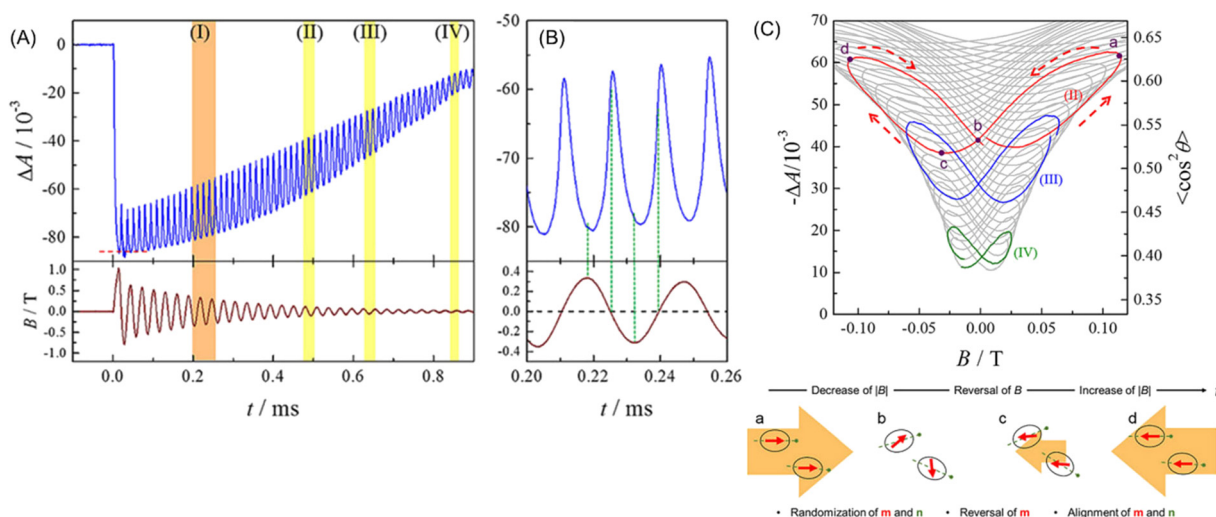 (A)
(I)
(II)
(III)
(IV)
0
-20
-40
-60
-80
ΔA / 10⁻³
1.0
0.5
0.0
-0.5
-1.0
B / T
0.0
0.2
0.4
0.6
0.8
t / ms
(B)
-50
-60
-70
-80
0.4
0.2
0.0
-0.2
-0.4
0.20
0.22
0.24
0.26
t / ms
(C)
70
60
50
40
30
20
10
0
-ΔA/10⁻³
0.65
0.60
0.55
0.50
0.45
0.40
0.35
<cos²θ>
d
a
b
c
(II)
(III)
(IV)
-0.10
-0.05
0.00
0.05
0.10
B / T
Decrease of |B|
Reversal of B
Increase of |B|
a
b
c
d
• Randomization of m and n
• Reversal of m
• Alignment of m and n